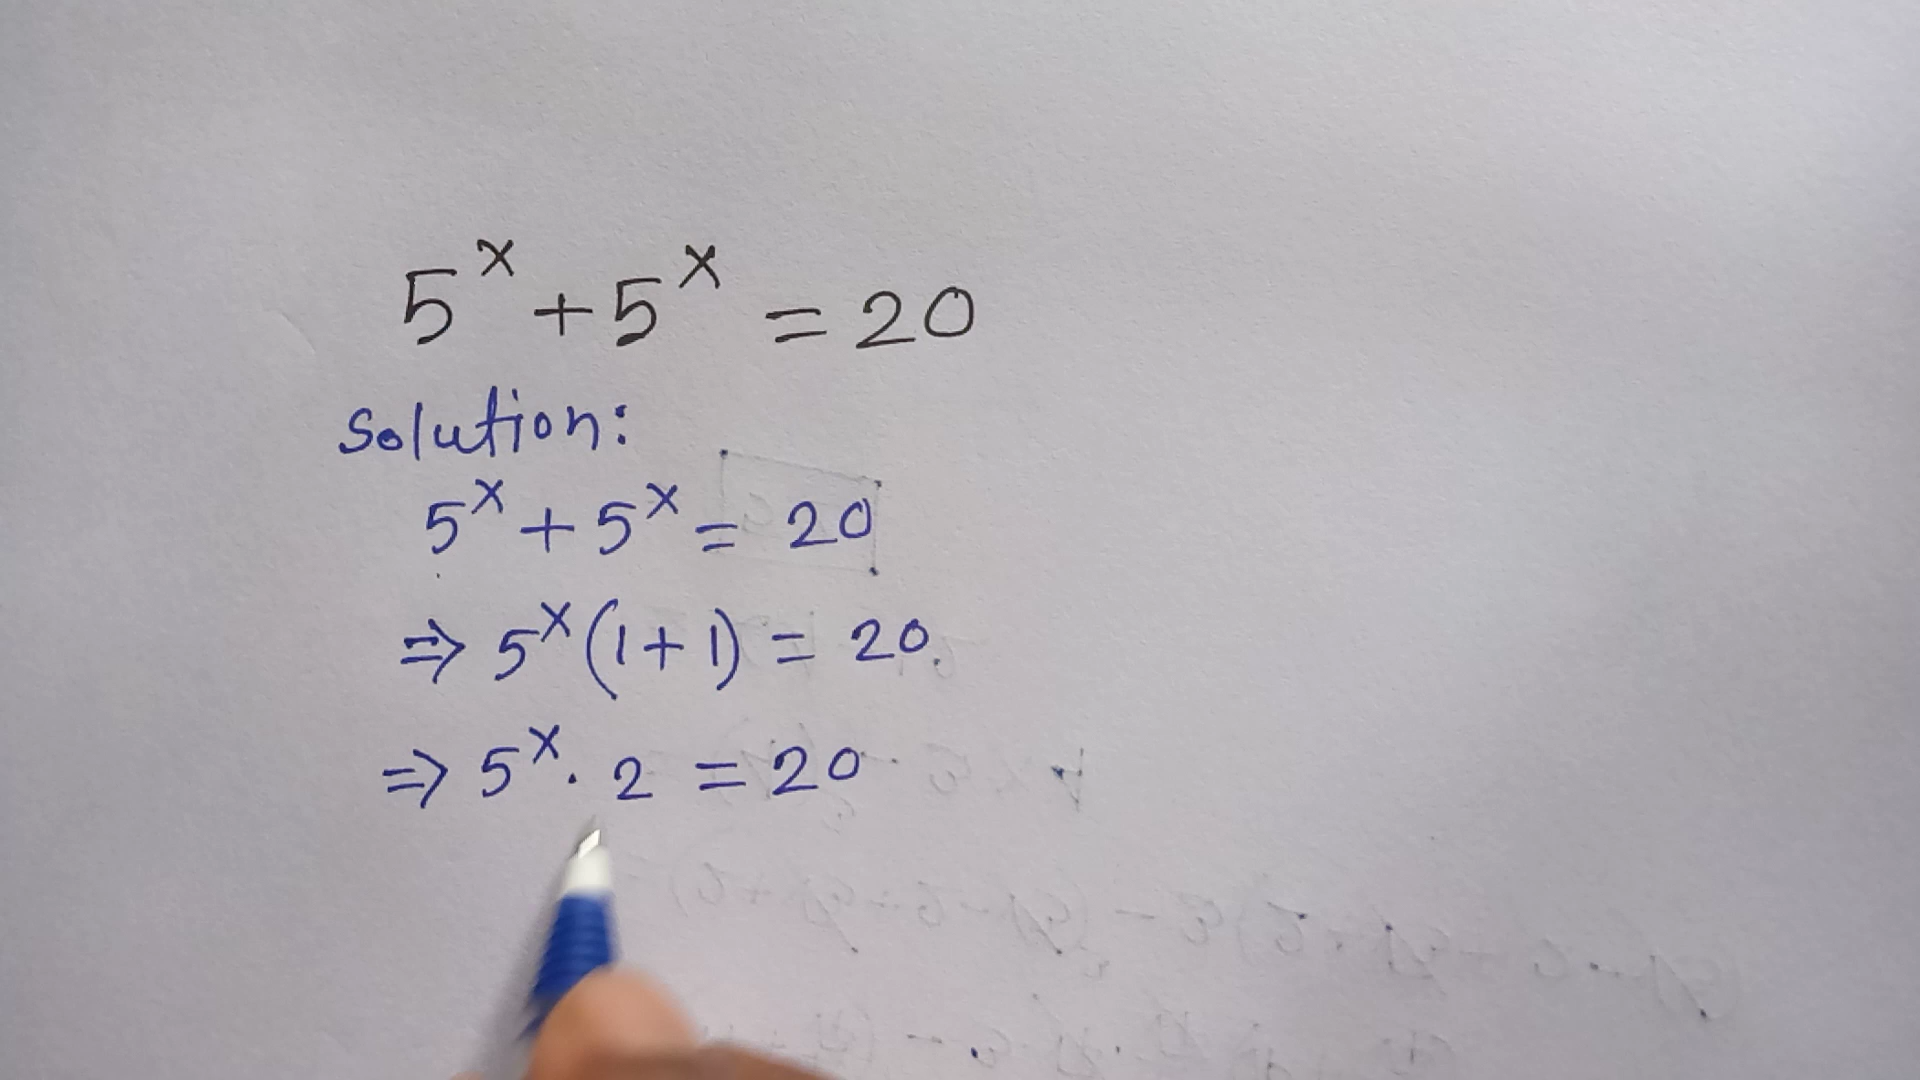 5^x + 5^x = 20
Solution:
5^x + 5^x = 20
⇒ 5^x (1 + 1) = 20.
⇒ 5^x . 2 = 20